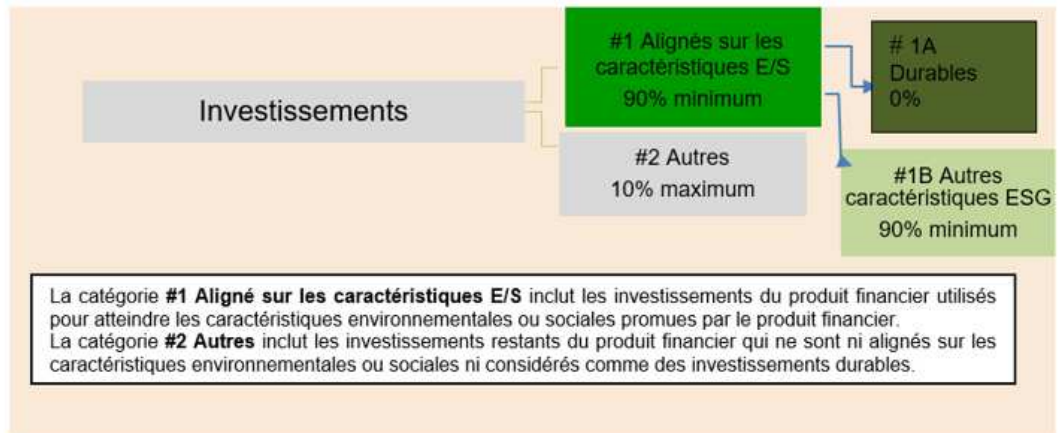 Investissements
#1 Alignés sur les
caractéristiques E/S
90% minimum
# 1A
Durables
0%
#2 Autres
10% maximum
#1B Autres
caractéristiques ESG
90% minimum
La catégorie #1 Aligné sur les caractéristiques E/S inclut les investissements du produit financier utilisés
pour atteindre les caractéristiques environnementales ou sociales promues par le produit financier.
La catégorie #2 Autres inclut les investissements restants du produit financier qui ne sont ni alignés sur les
caractéristiques environnementales ou sociales ni considérés comme des investissements durables.